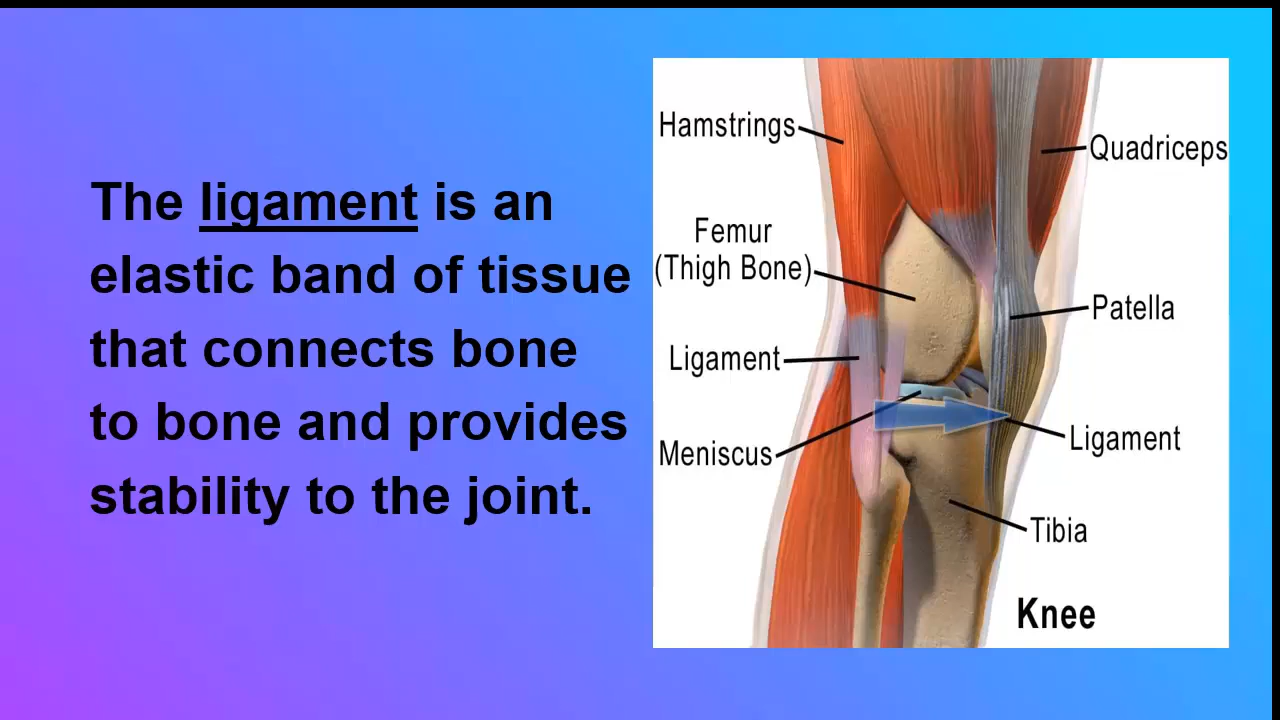 The ligament is an
elastic band of tissue
that connects bone
to bone and provides
stability to the joint.
Hamstrings
Quadriceps
Femur
(Thigh Bone)
Patella
Ligament
Meniscus
Ligament
Tibia
Knee